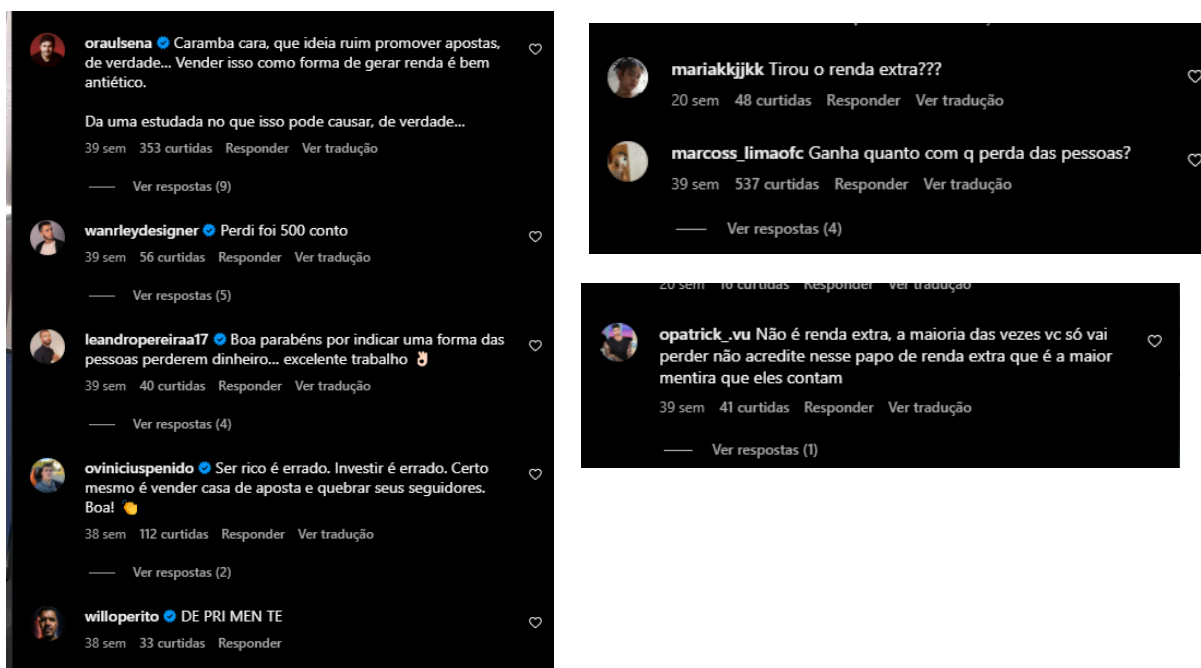 oraulsena Caramba cara, que ideia ruim promover apostas,
de verdade... Vender isso como forma de gerar renda é bem
antiético.
Da uma estudada no que isso pode causar, de verdade...
39 sem 353 curtidas Responder Ver tradução
Ver respostas (9)
wanrleydesigner Perdi foi 500 conto
39 sem 56 curtidas Responder Ver tradução
Ver respostas (5)
leandropereiraa17 Boa parabéns por indicar uma forma das
pessoas perderem dinheiro... excelente trabalho 👌🏻
39 sem 40 curtidas Responder Ver tradução
Ver respostas (4)
oviniciuspenido Ser rico é errado. Investir é errado. Certo
mesmo é vender casa de aposta e quebrar seus seguidores.
Boa! 👏
38 sem 112 curtidas Responder Ver tradução
Ver respostas (2)
willoperito DE PRI MEN TE
38 sem 33 curtidas Responder
mariakkjjkk Tirou o renda extra???
20 sem 48 curtidas Responder Ver tradução
marcoss_limaofc Ganha quanto com q perda das pessoas?
39 sem 537 curtidas Responder Ver tradução
Ver respostas (4)
20 sem 16 curtidas Responder Ver tradução
opatrick_.vu Não é renda extra, a maioria das vezes vc só vai
perder não acredite nesse papo de renda extra que é a maior
mentira que eles contam
39 sem 41 curtidas Responder Ver tradução
Ver respostas (1)